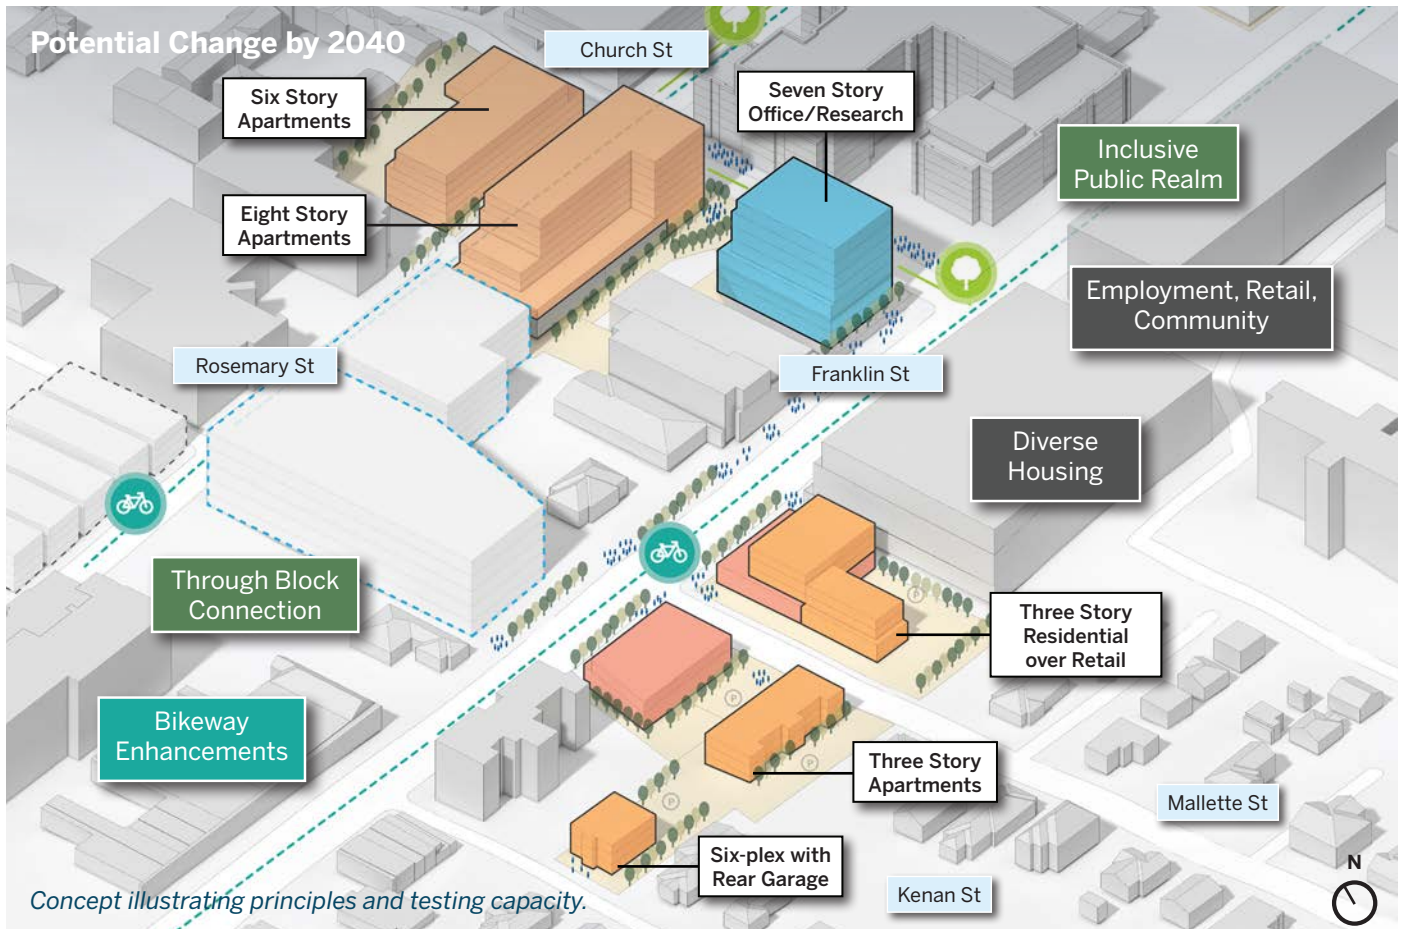 Potential Change by 2040
Church St
Six Story
Apartments
Seven Story
Office/Research
Inclusive
Public Realm
Eight Story
Apartments
Employment, Retail,
Community
Rosemary St
Franklin St
Diverse
Housing
Through Block
Connection
P
Three Story
Residential
over Retail
P
Bikeway
Enhancements
Three Story
Apartments
P
P
Mallette St
Six-plex with
Rear Garage
Kenan St
N
Concept illustrating principles and testing capacity.